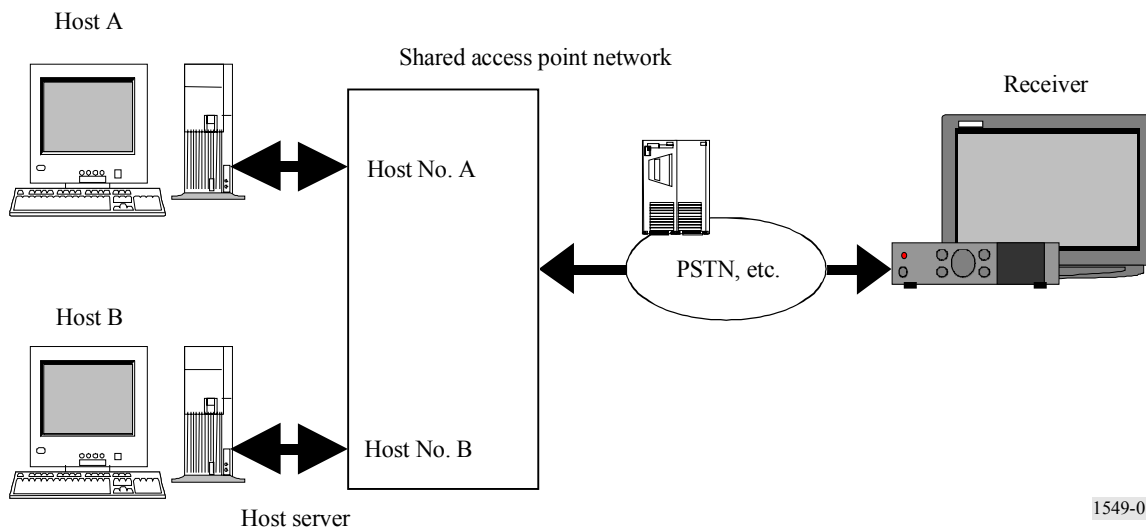 Host A
Shared access point network
Receiver
Host No. A
PSTN, etc.
Host B
Host No. B
Host server
1549-0